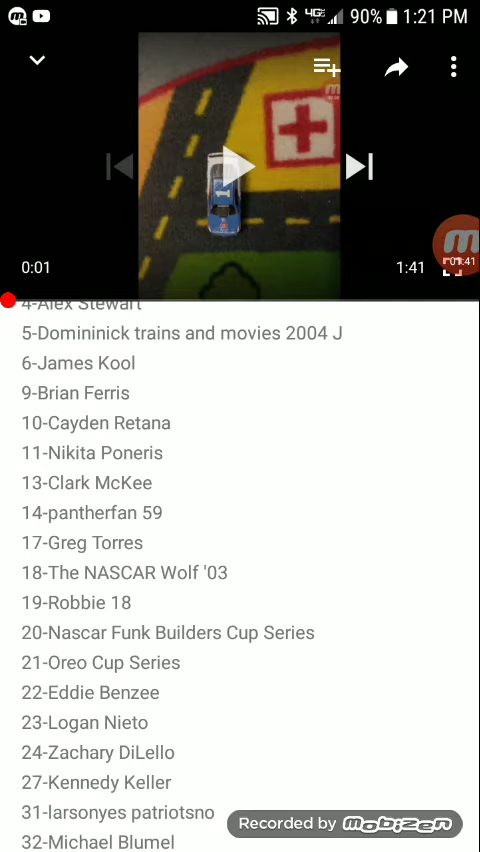 4G
90%
1:21 PM
1
0:01
1:41
01:41
4-Alex Stewart
5-Domininick trains and movies 2004 J
6-James Kool
9-Brian Ferris
10-Cayden Retana
11-Nikita Poneris
13-Clark McKee
14-pantherfan 59
17-Greg Torres
18-The NASCAR Wolf '03
19-Robbie 18
20-Nascar Funk Builders Cup Series
21-Oreo Cup Series
22-Eddie Benzee
23-Logan Nieto
24-Zachary DiLello
27-Kennedy Keller
31-larsonyes patriotsno
32-Michael Blumel
Recorded by mobizen